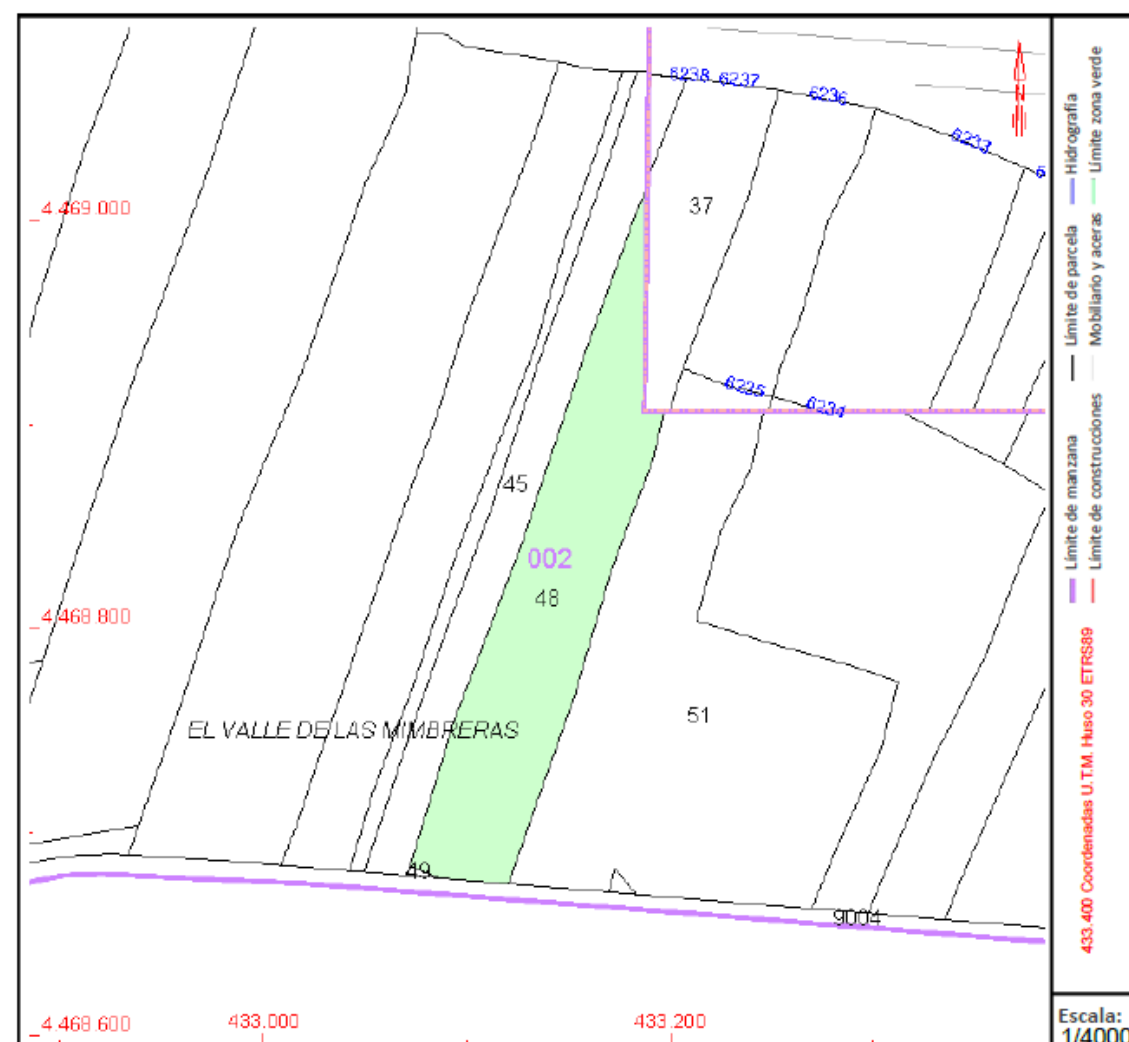 6238 6237
6236
6233
6
4.469.000
37
6225
6234
45
002
48
4.468.800
EL VALLE DE LAS MIMBRERAS
51
49
9004
4.468.600
433.000
433.200
Límite de manzana
Límite de parcela
Hidrografía
Límite de construcciones
Mobiliario y aceras
Límite zona verde
433.400 Coordenadas U.T.M. Huso 30 ETRS89
Escala:
1/4000